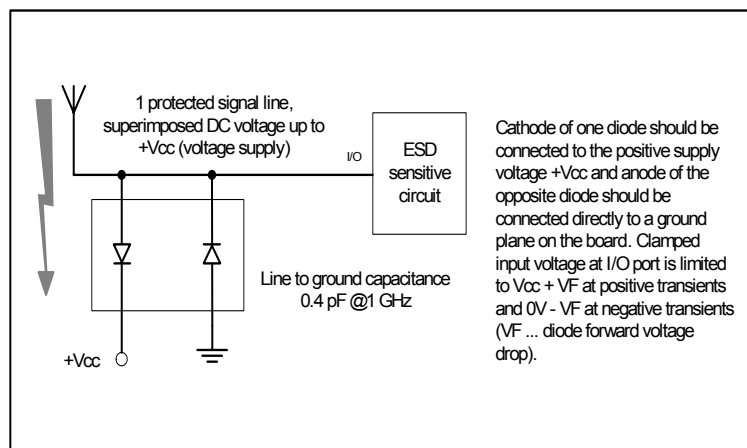 1 protected signal line,
superimposed DC voltage up to
+Vcc (voltage supply)
I/O
ESD
sensitive
circuit
Line to ground capacitance
0.4 pF @1 GHz
+Vcc
Cathode of one diode should be
connected to the positive supply
voltage +Vcc and anode of the
opposite diode should be
connected directly to a ground
plane on the board. Clamped
input voltage at I/O port is limited
to Vcc + VF at positive transients
and 0V - VF at negative transients
(VF ... diode forward voltage
drop).